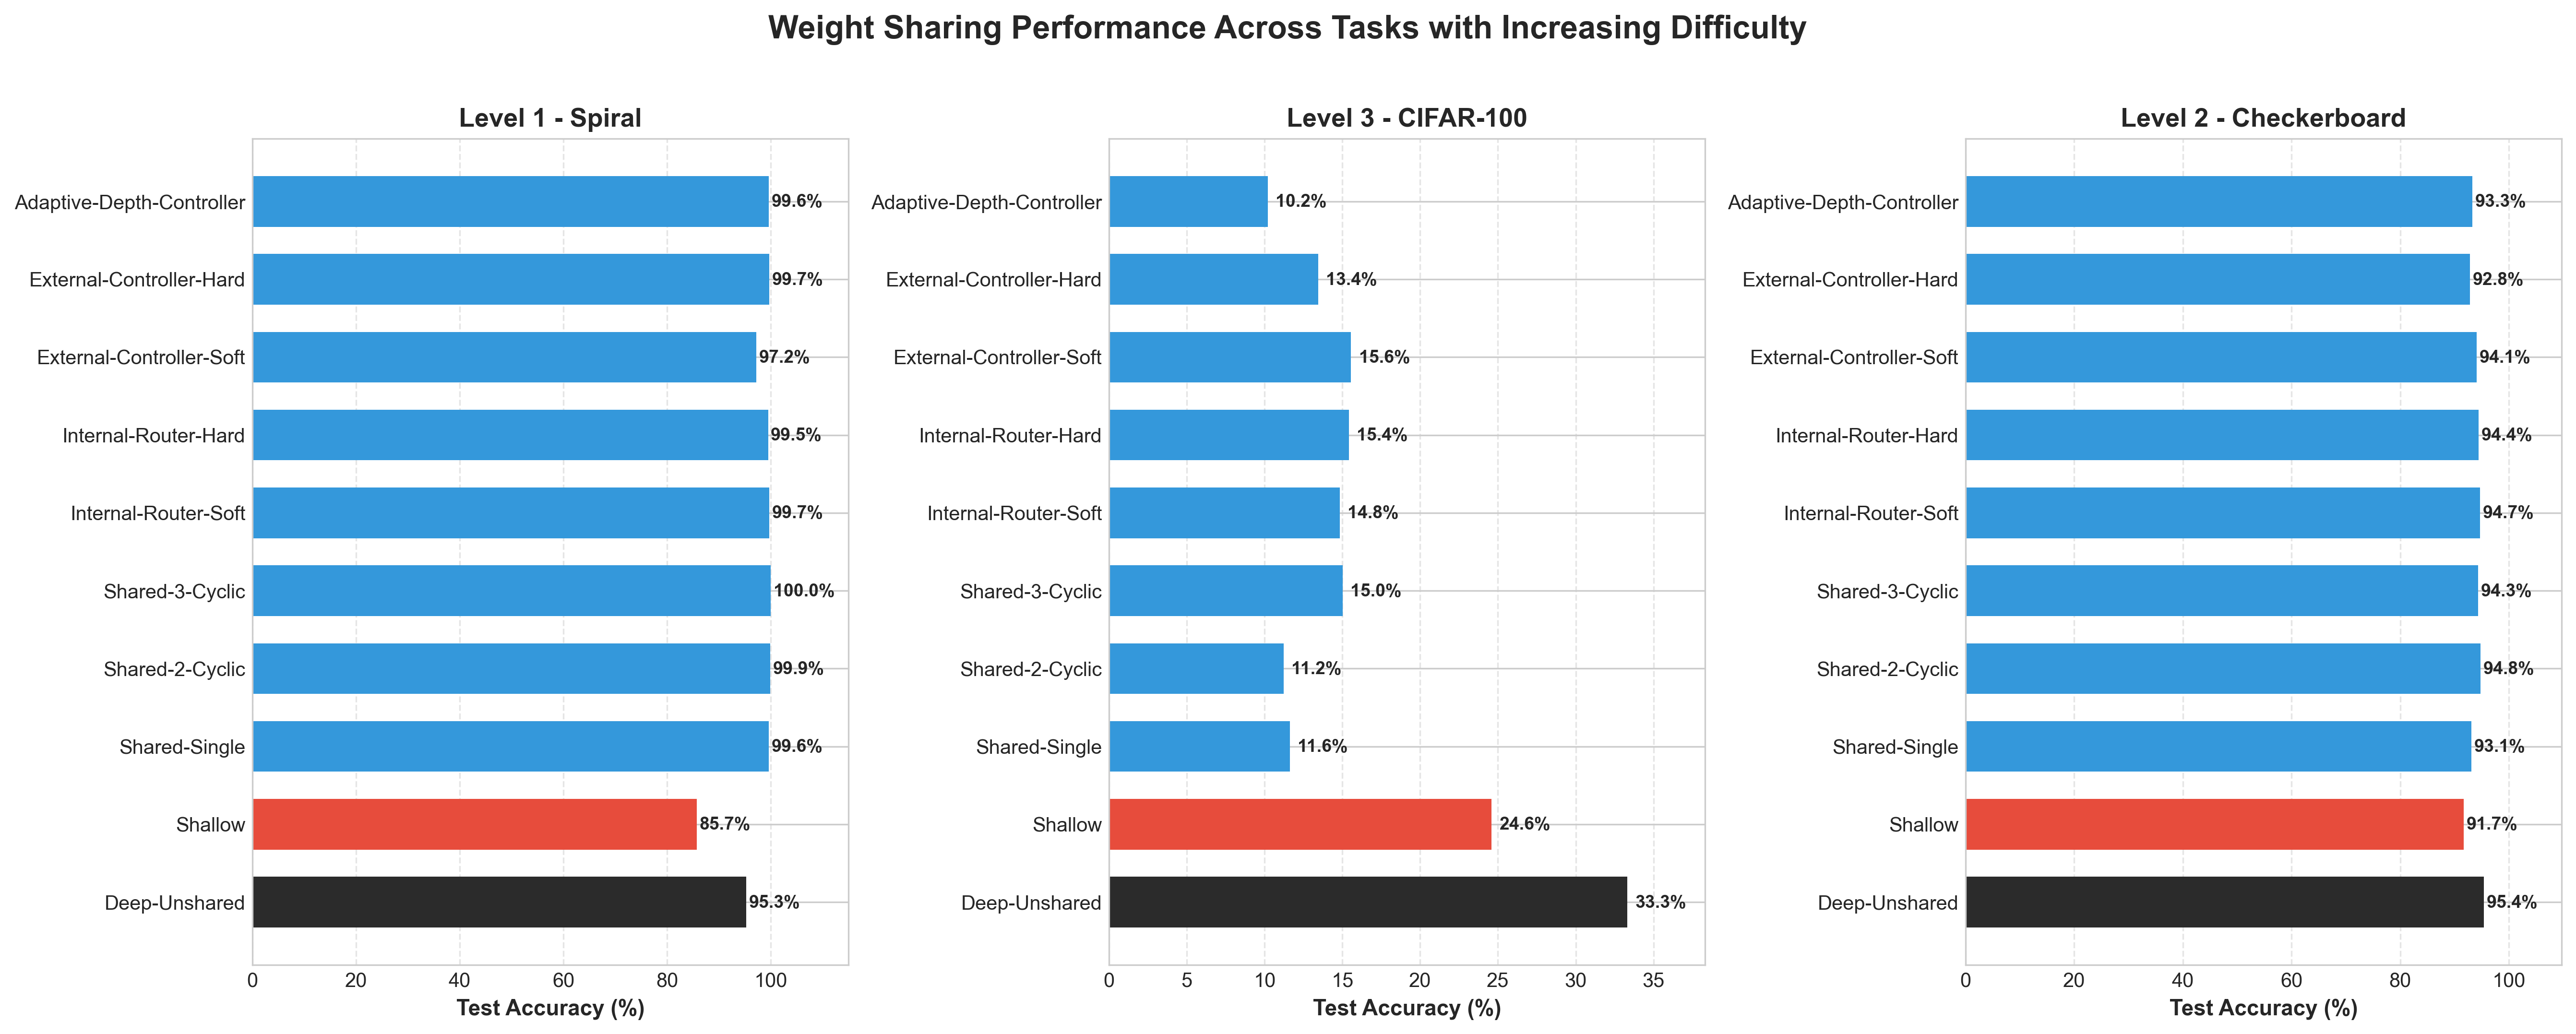 Weight Sharing Performance Across Tasks with Increasing Difficulty
Level 1 - Spiral
Adaptive-Depth-Controller 99.6%
External-Controller-Hard 99.7%
External-Controller-Soft 97.2%
Internal-Router-Hard 99.5%
Internal-Router-Soft 99.7%
Shared-3-Cyclic 100.0%
Shared-2-Cyclic 99.9%
Shared-Single 99.6%
Shallow 85.7%
Deep-Unshared 95.3%
0 20 40 60 80 100
Test Accuracy (%)
Level 3 - CIFAR-100
Adaptive-Depth-Controller 10.2%
External-Controller-Hard 13.4%
External-Controller-Soft 15.6%
Internal-Router-Hard 15.4%
Internal-Router-Soft 14.8%
Shared-3-Cyclic 15.0%
Shared-2-Cyclic 11.2%
Shared-Single 11.6%
Shallow 24.6%
Deep-Unshared 33.3%
0 5 10 15 20 25 30 35
Test Accuracy (%)
Level 2 - Checkerboard
Adaptive-Depth-Controller 93.3%
External-Controller-Hard 92.8%
External-Controller-Soft 94.1%
Internal-Router-Hard 94.4%
Internal-Router-Soft 94.7%
Shared-3-Cyclic 94.3%
Shared-2-Cyclic 94.8%
Shared-Single 93.1%
Shallow 91.7%
Deep-Unshared 95.4%
0 20 40 60 80 100
Test Accuracy (%)